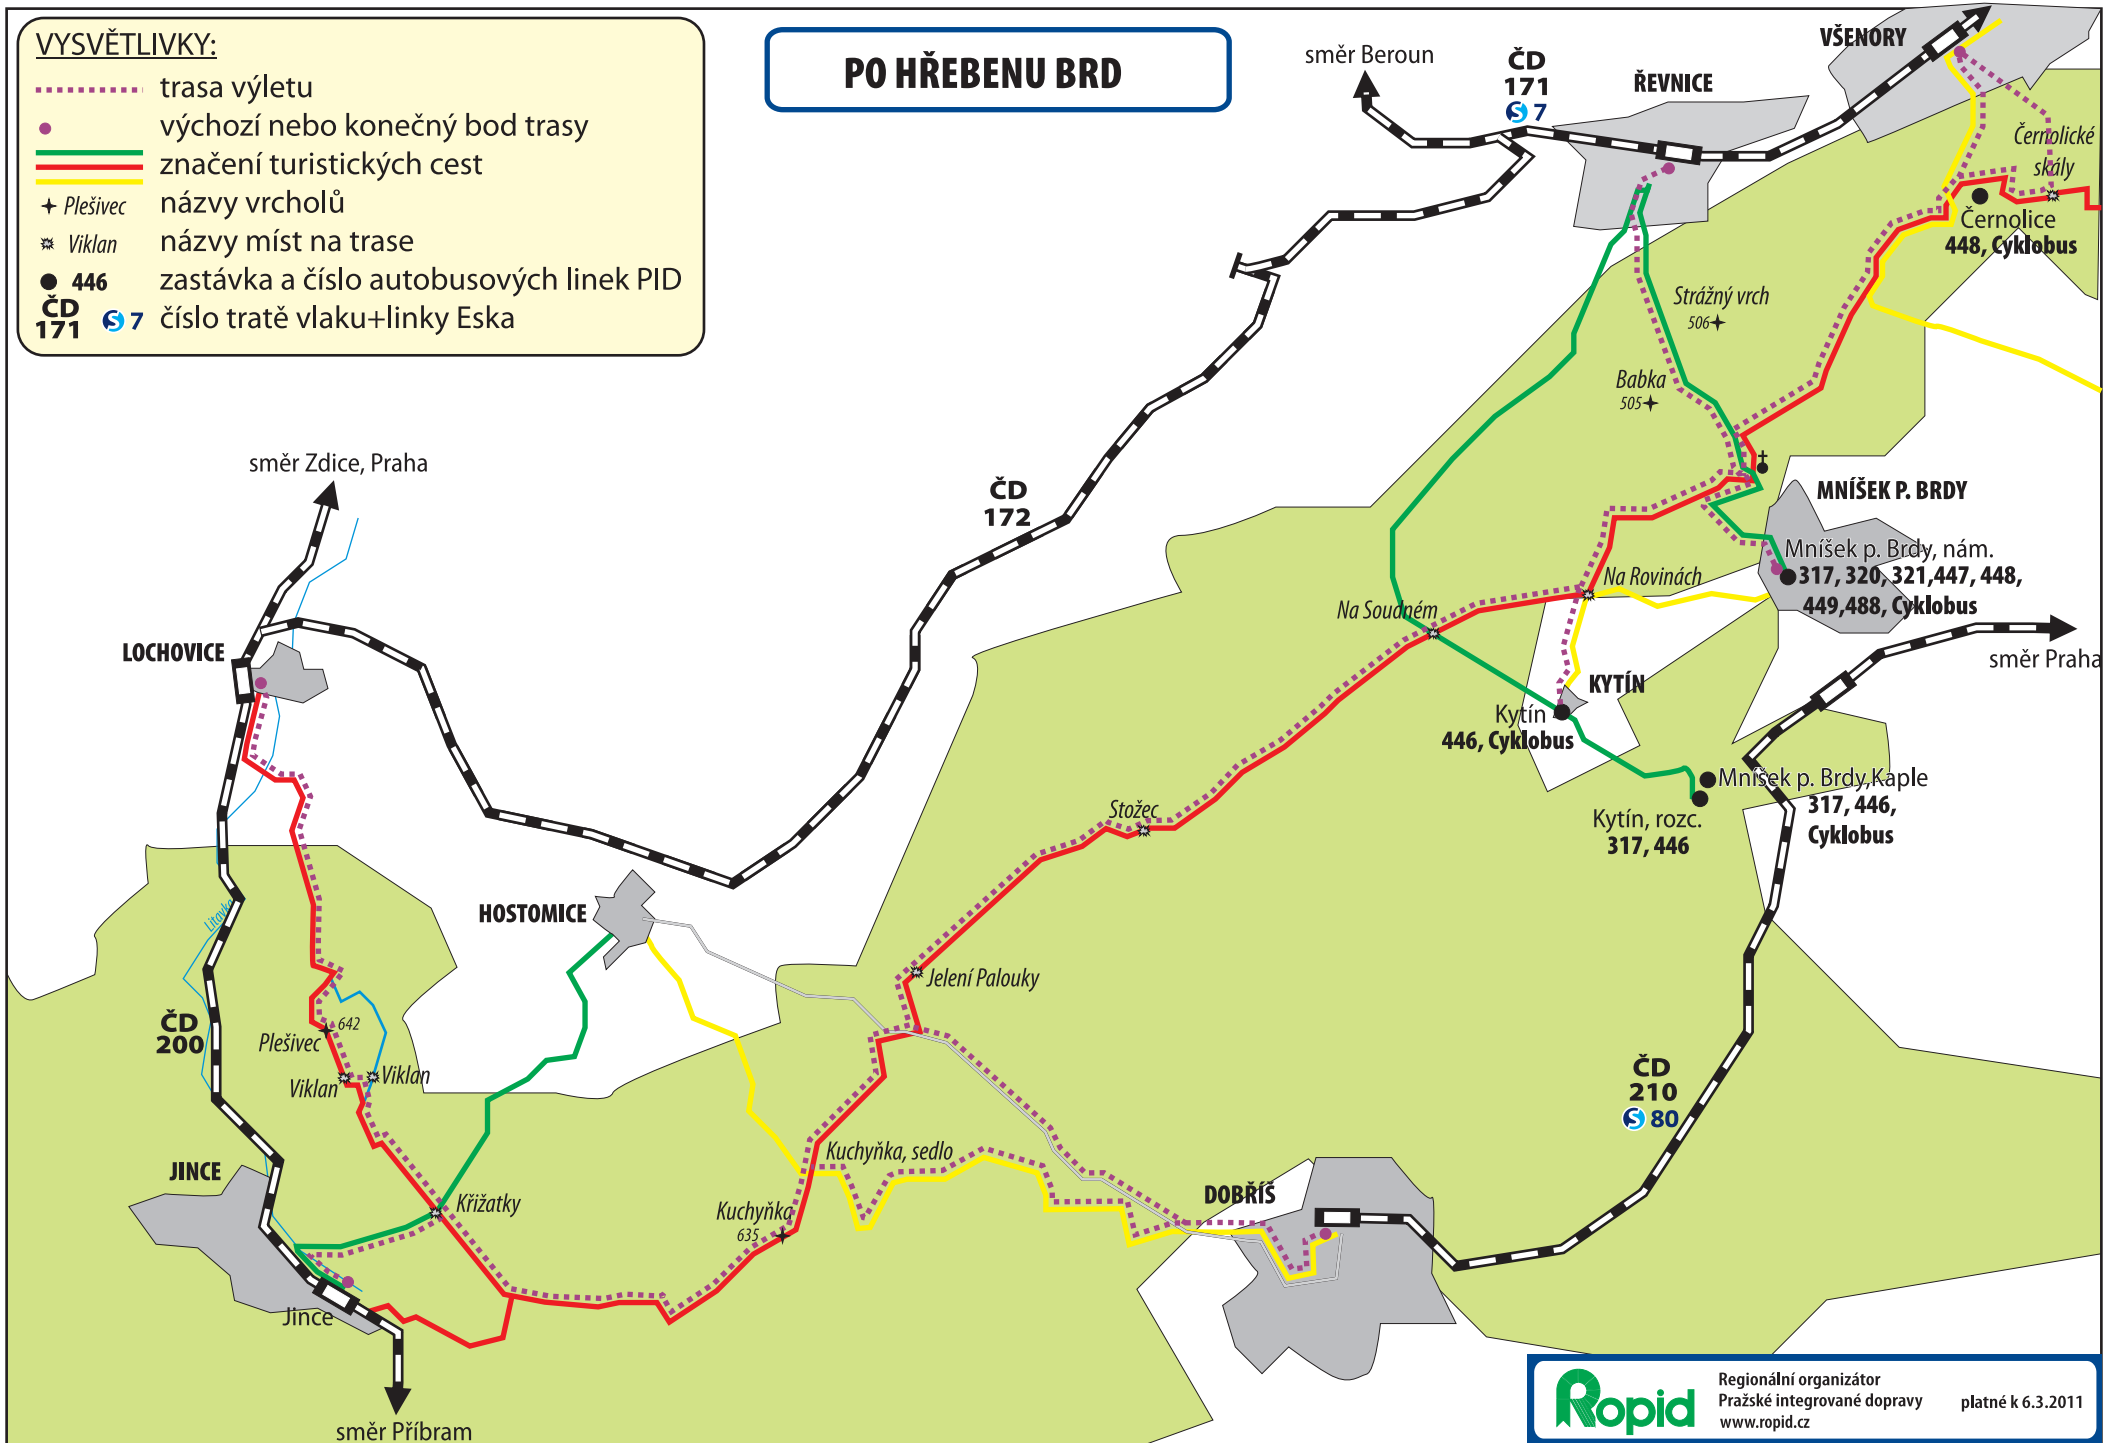 VYSVĚTLIVKY:
trasa výletu
výchozí nebo konečný bod trasy
značení turistických cest
Plešivec názvy vrcholů
Viklan názvy míst na trase
446 zastávka a číslo autobusových linek PID
ČD
171 S 7 číslo tratě vlaku+linky Eska
PO HŘEBENU BRD
směr Beroun
ČD
171
S 7
ŘEVNICE
VŠENORY
Černolické
skály
Černolice
448, Cyklobus
Strážný vrch
506
Babka
505
směr Zdice, Praha
ČD
172
MNÍŠEK P. BRDY
Mníšek p. Brdy, nám.
317, 320, 321,447, 448,
449,488, Cyklobus
Na Rovinách
Na Soudném
směr Praha
LOCHOVICE
KYTÍN
Kytín
446, Cyklobus
Mníšek p. Brdy,Kaple
317, 446,
Cyklobus
Kytín, rozc.
317, 446
Stožec
Litavka
HOSTOMICE
Jelení Palouky
ČD
200
642
Plešivec
Viklan
Viklan
ČD
210
S 80
JINCE
Kuchyňka, sedlo
Křižatky
Kuchyňka
635
DOBŘÍŠ
Jince
směr Příbram
Ropid
Regionální organizátor
Pražské integrované dopravy
www.ropid.cz
platné k 6.3.2011